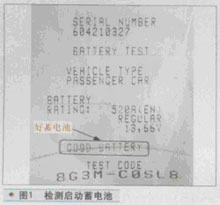 SERIAL NUMBER
604210327
BATTERY TEST
VEHICLE TYPE
PASSENGER CAR
BATTERY
RATING: 520A(EN)
REGULAR
13.66V
好蓄电池
GOOD BATTERY
TEST CODE
8G3M-C0SL8
图1 检测启动蓄电池